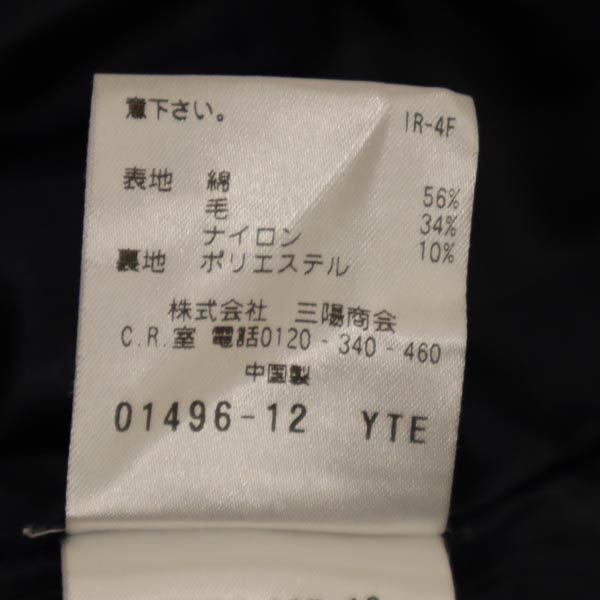 意下さい。
IR-4F
表地 綿 56%
毛 34%
ナイロン 10%
裏地 ポリエステル
株式会社 三陽商会
C.R.室 電話0120-340-460
中国製
01496-12 YTE